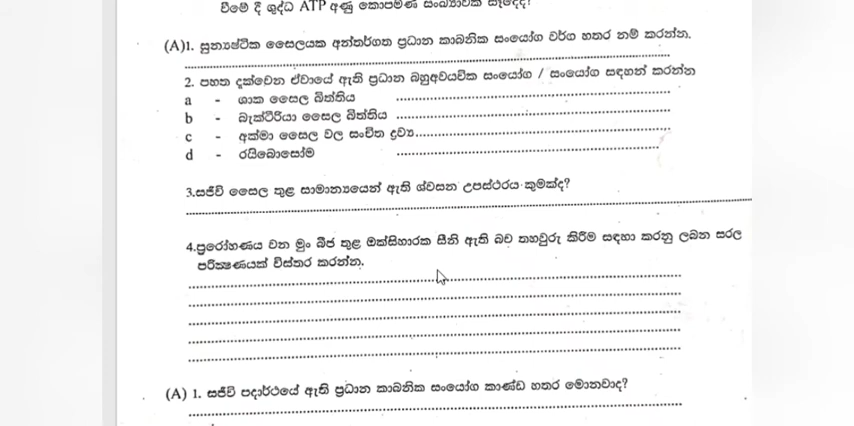 වීමේ දී ශුද්ධ ATP අණු කොපමණ සංඛ්‍යාවක් සෑදේද?
(A)1. සුන්‍යෂ්ටික සෛලයක අන්තර්ගත ප්‍රධාන කාබනික සංයෝග වර්ග හතර නම් කරන්න.
2. පහත දක්වෙන ඒවායේ ඇති ප්‍රධාන බහුඅවයවික සංයෝග / සංයෝග සඳහන් කරන්න
a - ශාක සෛල බිත්තිය
b - බැක්ටීරියා සෛල බිත්තිය
c - අක්මා සෛල වල සංචිත ද්‍රව්‍ය
d - රයිබොසෝම
3.සජීවී සෛල තුළ සාමාන්‍යයෙන් ඇති ශ්වසන උපස්ථරය කුමක්ද?
4.ප්‍රරෝහණය වන මුං බීජ තුළ ඔක්සිහාරක සීනි ඇති බව තහවුරු කිරීම සඳහා කරනු ලබන සරල
පරීක්‍ෂණයක් විස්තර කරන්න.
(A) 1. සජීවී පදාර්ථයේ ඇති ප්‍රධාන කාබනික සංයෝග කාණ්ඩ හතර මොනවාද?